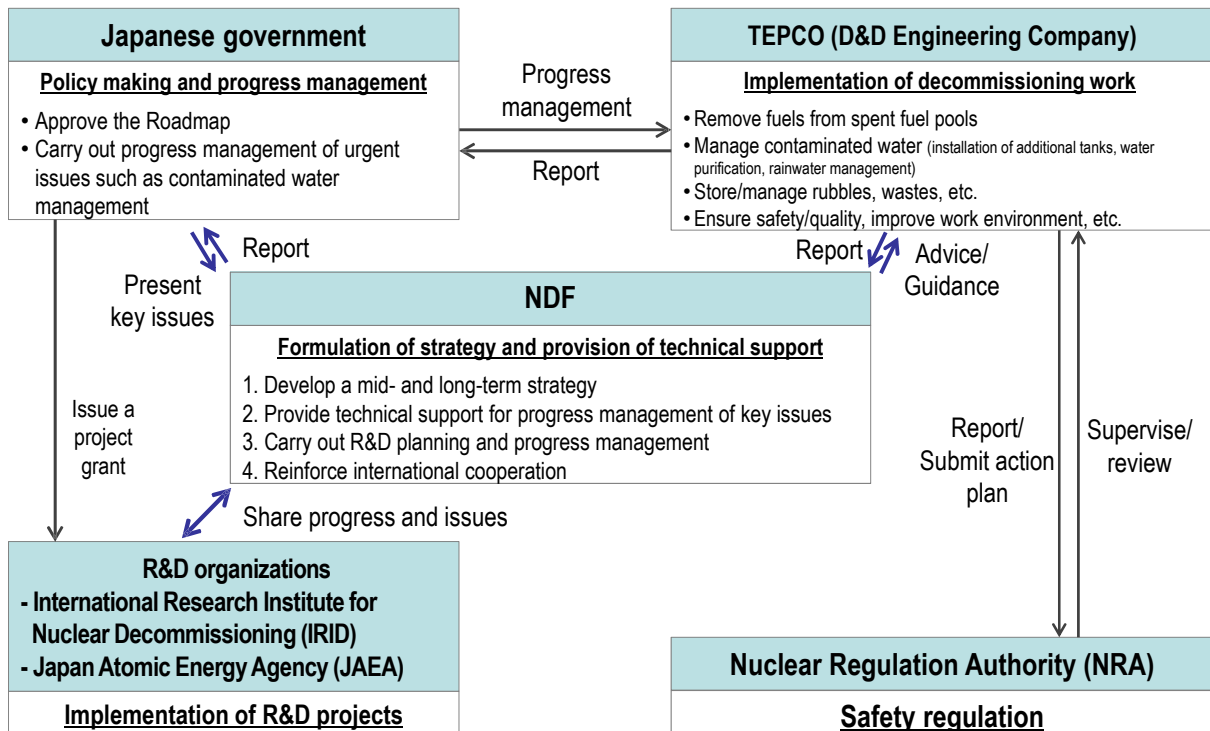 Japanese government
Policy making and progress management
• Approve the Roadmap
• Carry out progress management of urgent
issues such as contaminated water
management
Progress
management
Report
TEPCO (D&D Engineering Company)
Implementation of decommissioning work
• Remove fuels from spent fuel pools
• Manage contaminated water (installation of additional tanks, water
purification, rainwater management)
• Store/manage rubbles, wastes, etc.
• Ensure safety/quality, improve work environment, etc.
Report
Present
key issues
Report
Advice/
Guidance
NDF
Formulation of strategy and provision of technical support
1. Develop a mid- and long-term strategy
2. Provide technical support for progress management of key issues
3. Carry out R&D planning and progress management
4. Reinforce international cooperation
Issue a
project
grant
Report/
Submit action
plan
Supervise/
review
Share progress and issues
R&D organizations
- International Research Institute for
Nuclear Decommissioning (IRID)
- Japan Atomic Energy Agency (JAEA)
Implementation of R&D projects
Nuclear Regulation Authority (NRA)
Safety regulation